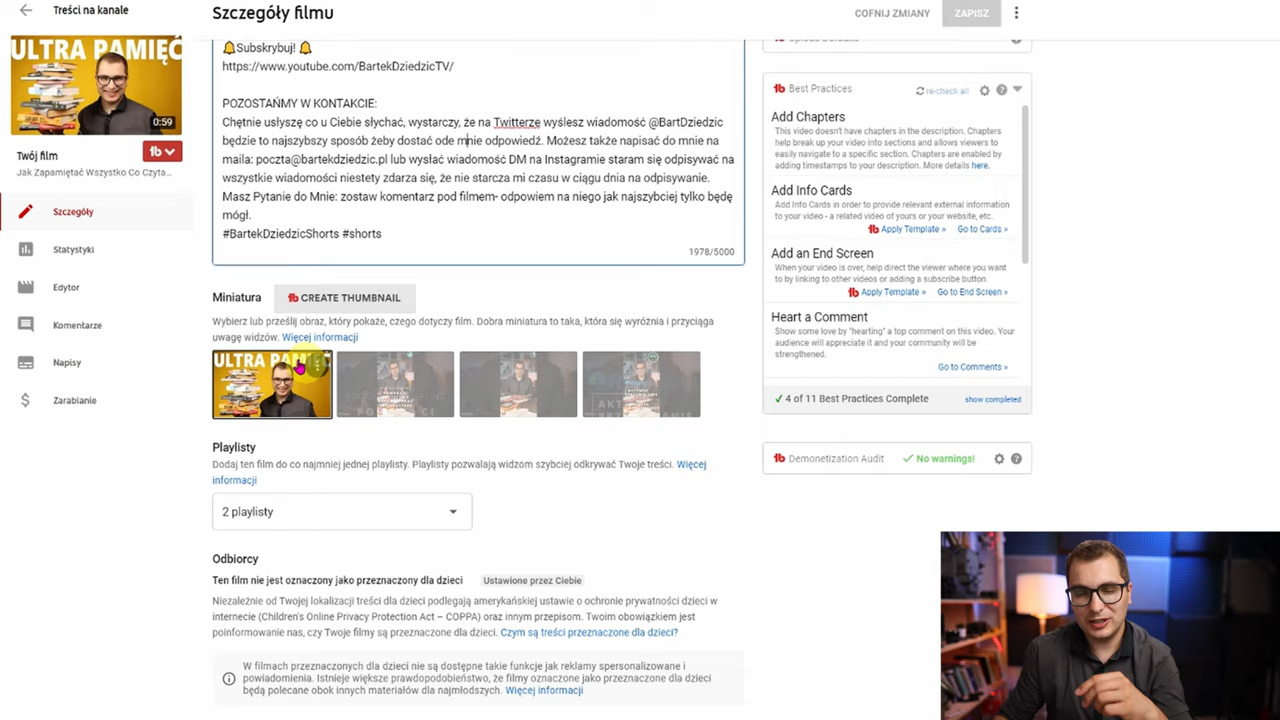 Treści na kanale
ULTRA PAMIĘĆ
0:59
Twój film
Jak Zapamiętać Wszystko Co Czyta...
Szczegóły
Statystyki
Edytor
Komentarze
Napisy
Zarabianie
Szczegóły filmu
COFNIJ ZMIANY
ZAPISZ
🔔Subskrybuj! 🔔
https://www.youtube.com/BartekDziedzicTV/
POZOSTAŃMY W KONTAKCIE:
Chętnie usłyszę co u Ciebie słychać, wystarczy, że na Twitterze wyślesz wiadomość @BartDziedzic
będzie to najszybszy sposób żeby dostać ode mnie odpowiedź. Możesz także napisać do mnie na
maila: poczta@bartekdziedzic.pl lub wysłać wiadomość DM na Instagramie staram się odpisywać na
wszystkie wiadomości niestety zdarza się, że nie starcza mi czasu w ciągu dnia na odpisywanie.
Masz Pytanie do Mnie: zostaw komentarz pod filmem- odpowiem na niego jak najszybciej tylko będę
mógł.
#BartekDziedzicShorts #shorts
1978/5000
Miniatura
tb CREATE THUMBNAIL
Wybierz lub prześlij obraz, który pokaże, czego dotyczy film. Dobra miniatura to taka, która się wyróżnia i przyciąga
uwagę widzów. Więcej informacji
ULTRA PAMIĘĆ
Playlisty
Dodaj ten film do co najmniej jednej playlisty. Playlisty pozwalają widzom szybciej odkrywać Twoje treści. Więcej
informacji
2 playlisty
Odbiorcy
Ten film nie jest oznaczony jako przeznaczony dla dzieci
Ustawione przez Ciebie
Niezależnie od Twojej lokalizacji treści dla dzieci podlegają amerykańskiej ustawie o ochronie prywatności dzieci w
internecie (Children's Online Privacy Protection Act – COPPA) oraz innym przepisom. Twoim obowiązkiem jest
poinformowanie nas, czy Twoje filmy są przeznaczone dla dzieci. Czym są treści przeznaczone dla dzieci?
W filmach przeznaczonych dla dzieci nie są dostępne takie funkcje jak reklamy spersonalizowane i
powiadomienia. Istnieje większe prawdopodobieństwo, że filmy oznaczone jako przeznaczone dla dzieci
będą polecane obok innych materiałów dla najmłodszych. Więcej informacji
tb Best Practices
re-check all
Add Chapters
This video doesn't have chapters in the description. Chapters
help break up your video into sections and allows viewers to
easily navigate to a specific section. Chapters are enabled by
adding timestamps to your description. More details here.
Add Info Cards
Add Info Cards in order to provide relevant external information
to your video - a related video of yours or your website, etc.
tb Apply Template » Go to Cards »
Add an End Screen
When your video is over, help direct the viewer where you want
to by linking to other videos or adding a subscribe button.
tb Apply Template » Go to End Screen »
Heart a Comment
Show some love by "hearting" a top comment on this video. Your
audience will appreciate it and your community will be
strengthened.
Go to Comments »
✓ 4 of 11 Best Practices Complete
show completed
tb Demonetization Audit
✓ No warnings!